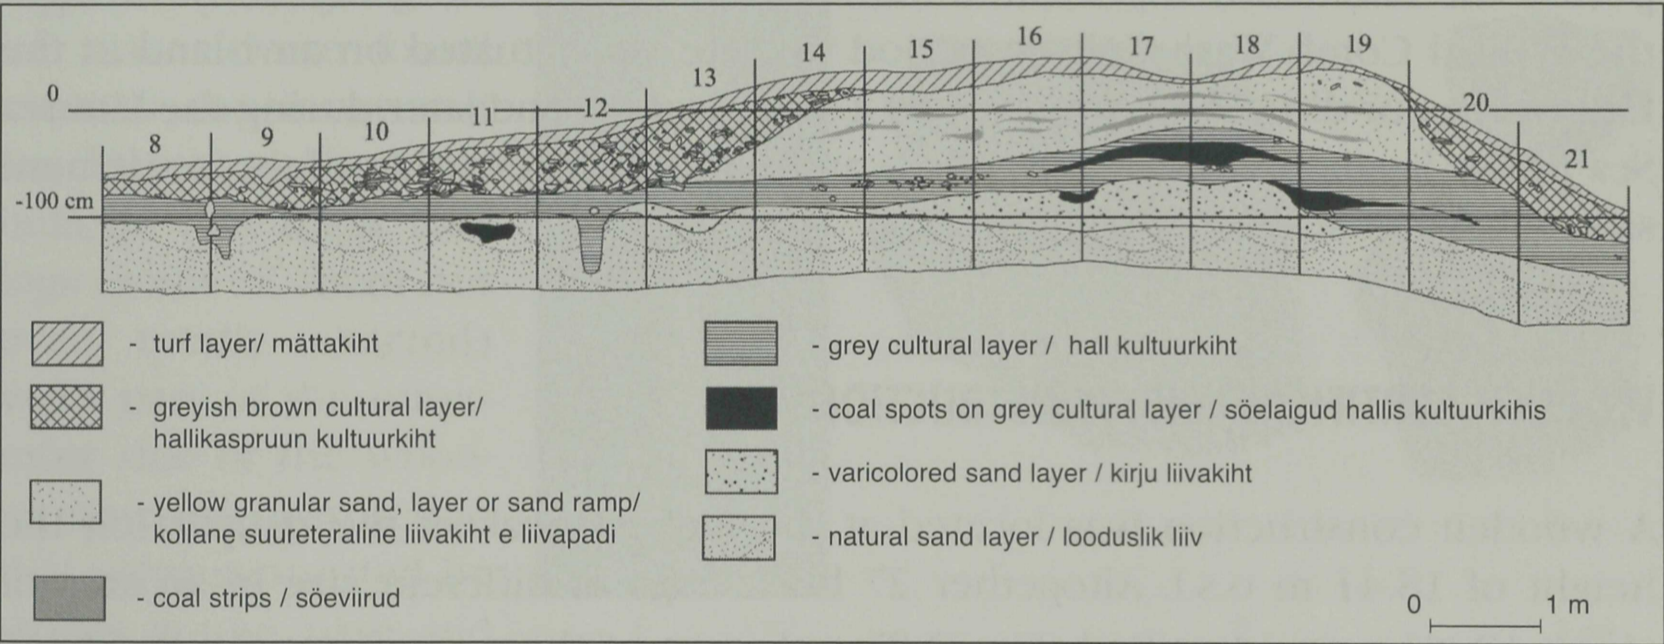 8 9 10 11 12 13 14 15 16 17 18 19 20 21
0
-100 cm
- turf layer/ mättakiht
- greyish brown cultural layer/
hallikaspruun kultuurkiht
- yellow granular sand, layer or sand ramp/
kollane suureteraline liivakiht e liivapadi
- coal strips / söeviirud
- grey cultural layer / hall kultuurkiht
- coal spots on grey cultural layer / söelaigud hallis kultuurkihis
- varicolored sand layer / kirju liivakiht
- natural sand layer / looduslik liiv
0 1 m